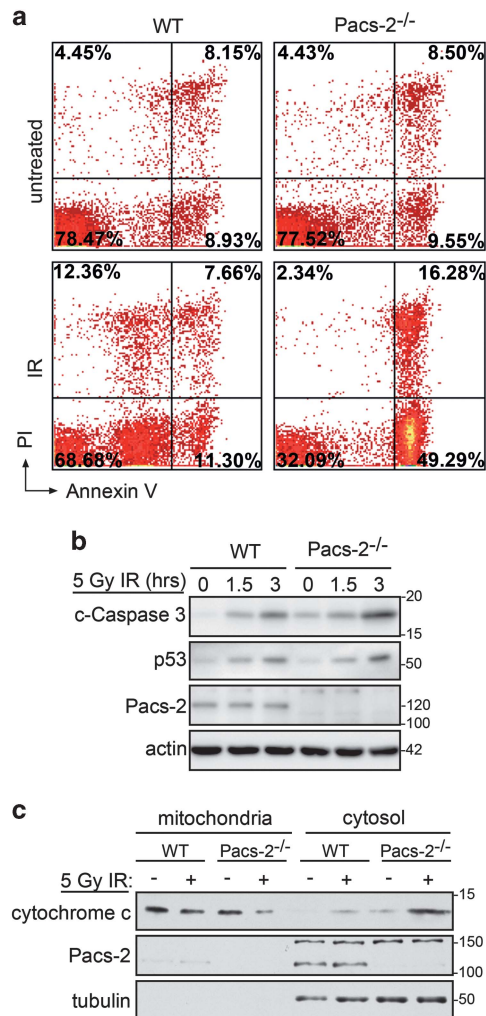 a
WT Pacs-2-/-
untreated
4.45% 8.15% 4.43% 8.50%
78.47% 8.93% 77.52% 9.55%
IR
12.36% 7.66% 2.34% 16.28%
68.68% 11.30% 32.09% 49.29%
PI
Annexin V
b
WT Pacs-2-/-
5 Gy IR (hrs) 0 1.5 3 0 1.5 3
c-Caspase 3 -20
-15
p53 -50
Pacs-2 -120
-100
actin -42
c
mitochondria cytosol
WT Pacs-2-/- WT Pacs-2-/-
5 Gy IR: - + - + - + - +
cytochrome c -15
Pacs-2 -150
-100
tubulin -50